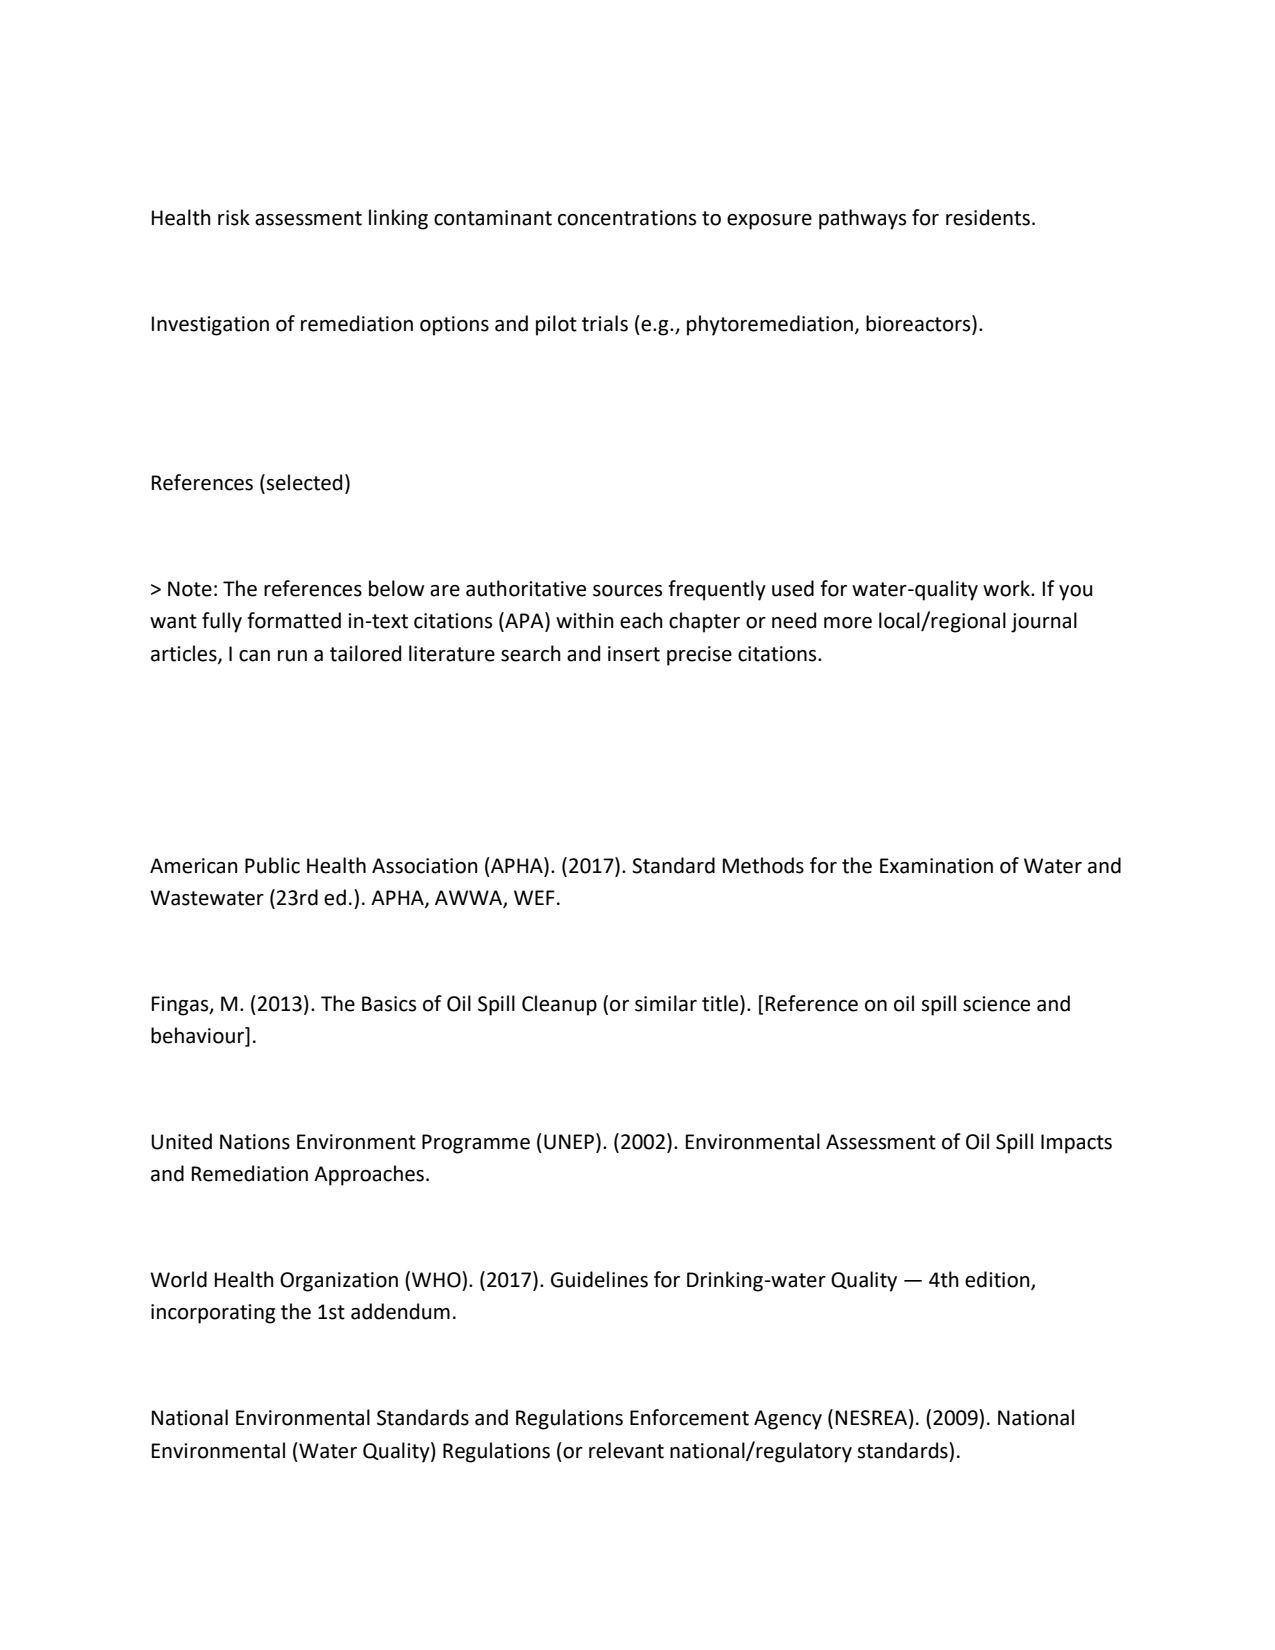 Health risk assessment linking contaminant concentrations to exposure pathways for residents.
Investigation of remediation options and pilot trials (e.g., phytoremediation, bioreactors).
References (selected)
> Note: The references below are authoritative sources frequently used for water-quality work. If you
want fully formatted in-text citations (APA) within each chapter or need more local/regional journal
articles, I can run a tailored literature search and insert precise citations.
American Public Health Association (APHA). (2017). Standard Methods for the Examination of Water and
Wastewater (23rd ed.). APHA, AWWA, WEF.
Fingas, M. (2013). The Basics of Oil Spill Cleanup (or similar title). [Reference on oil spill science and
behaviour].
United Nations Environment Programme (UNEP). (2002). Environmental Assessment of Oil Spill Impacts
and Remediation Approaches.
World Health Organization (WHO). (2017). Guidelines for Drinking-water Quality — 4th edition,
incorporating the 1st addendum.
National Environmental Standards and Regulations Enforcement Agency (NESREA). (2009). National
Environmental (Water Quality) Regulations (or relevant national/regulatory standards).